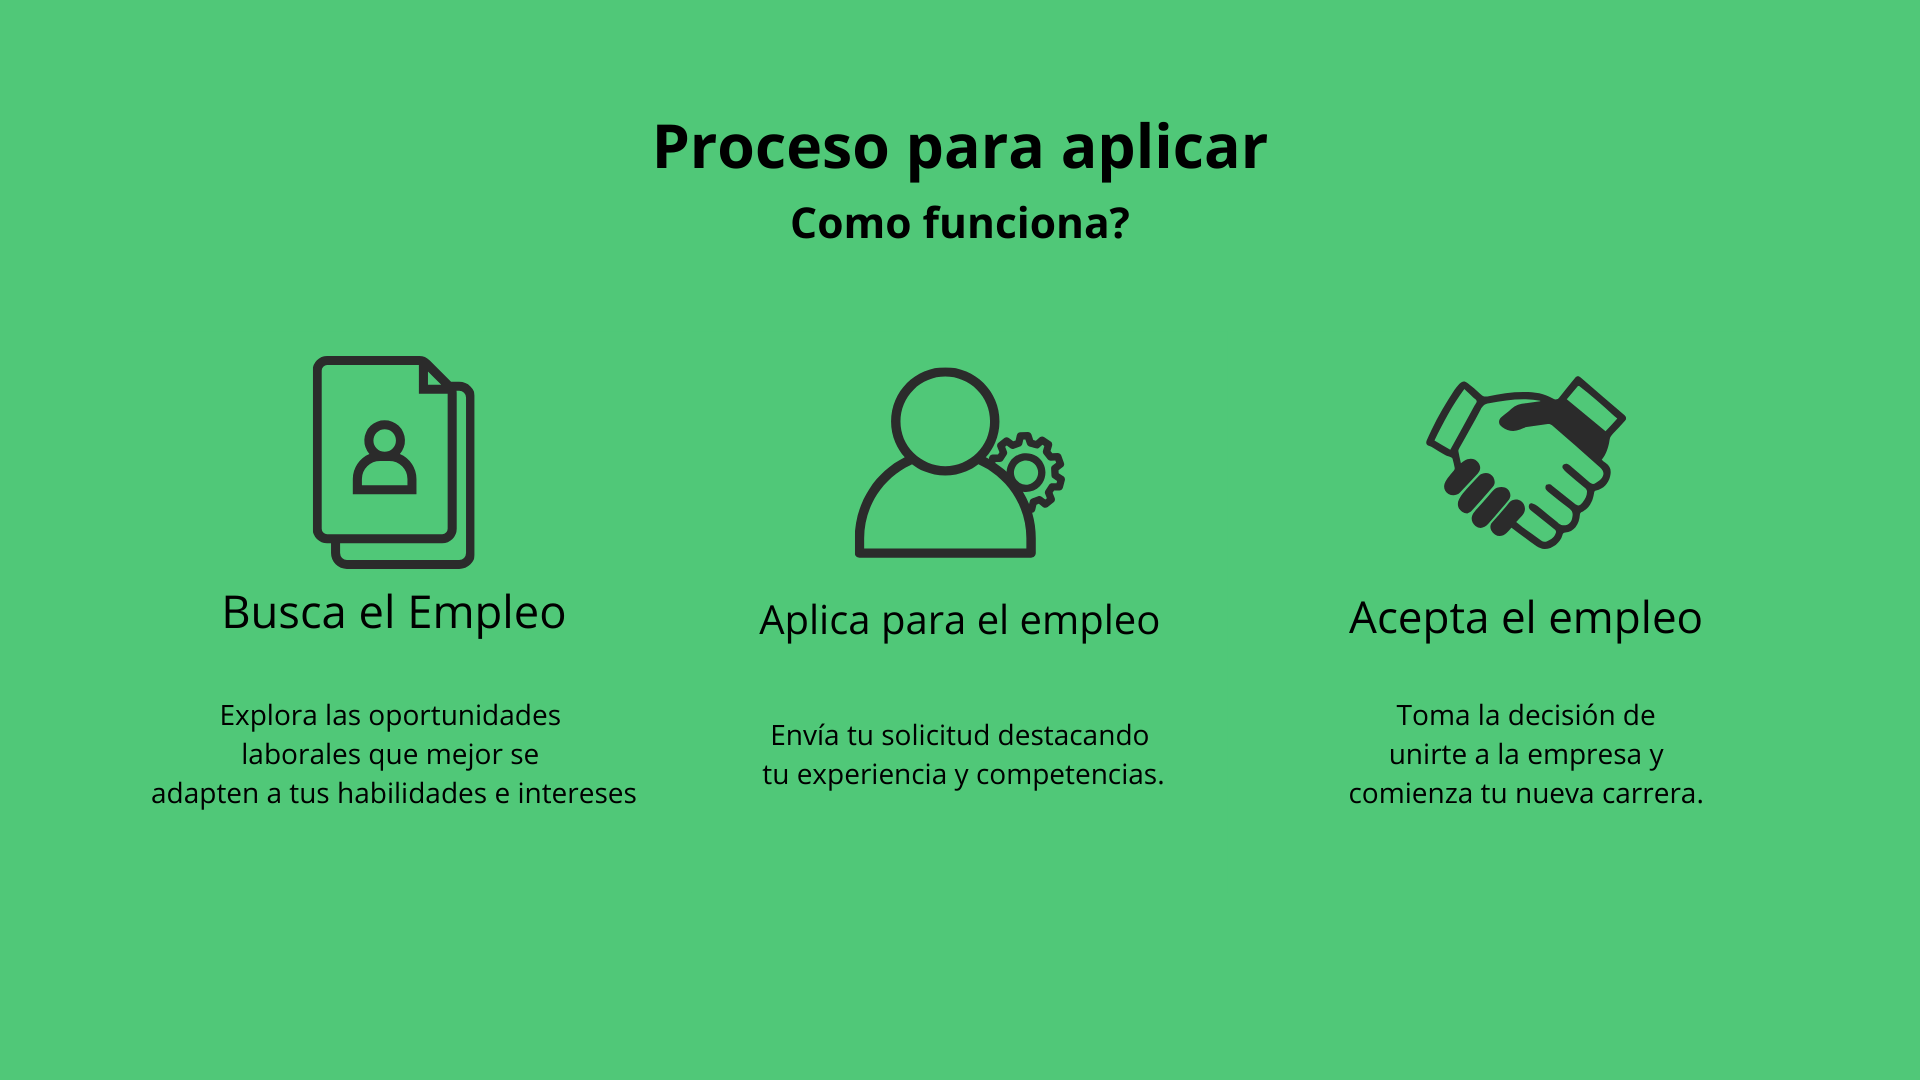 Proceso para aplicar
Como funciona?
Busca el Empleo
Explora las oportunidades
laborales que mejor se
adapten a tus habilidades e intereses
Aplica para el empleo
Envía tu solicitud destacando
tu experiencia y competencias.
Acepta el empleo
Toma la decisión de
unirte a la empresa y
comienza tu nueva carrera.